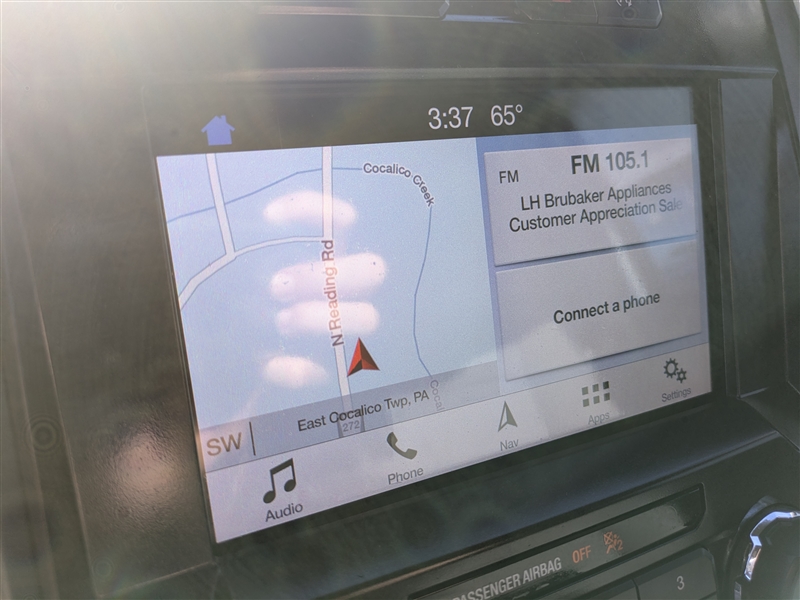 3:37 65°
Cocalico Creek
FM
FM 105.1
LH Brubaker Appliances
Customer Appreciation Sale
N Reading Rd
Connect a phone
East Cocalico Twp, PA
272
SW
Audio
Phone
Nav
Apps
Settings
PASSENGER AIRBAG OFF
2
3